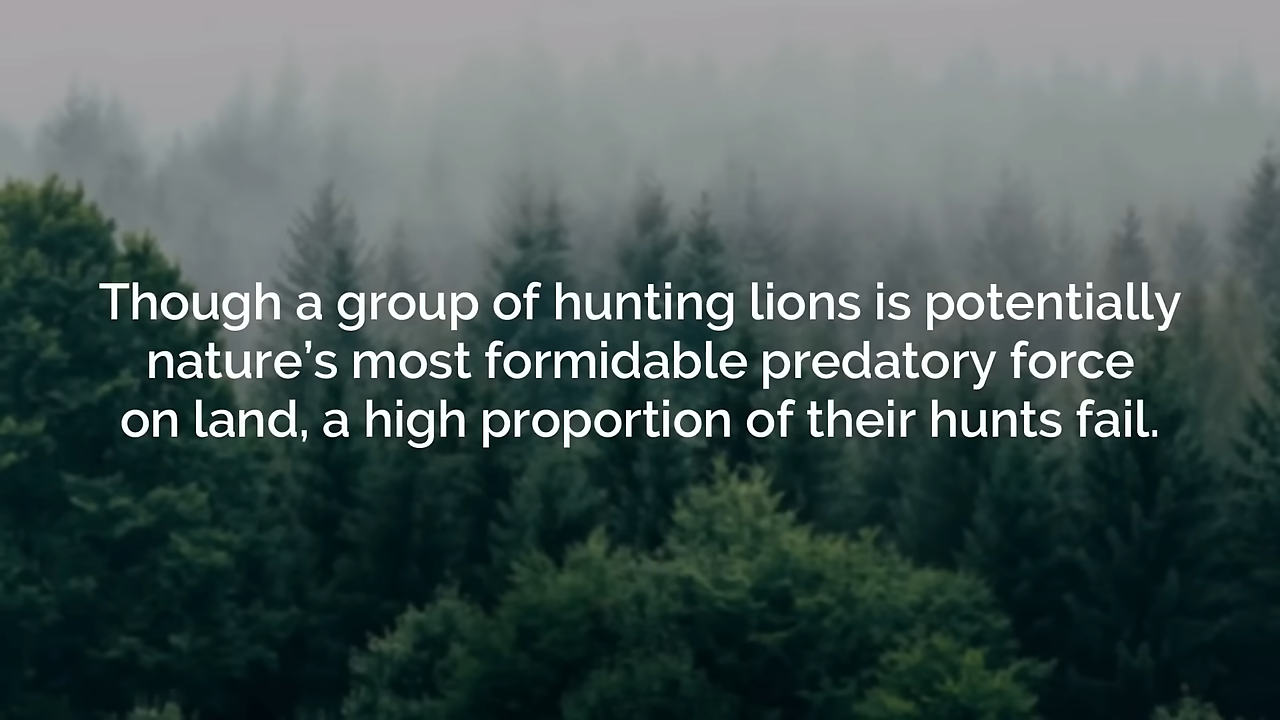 Though a group of hunting lions is potentially
nature’s most formidable predatory force
on land, a high proportion of their hunts fail.